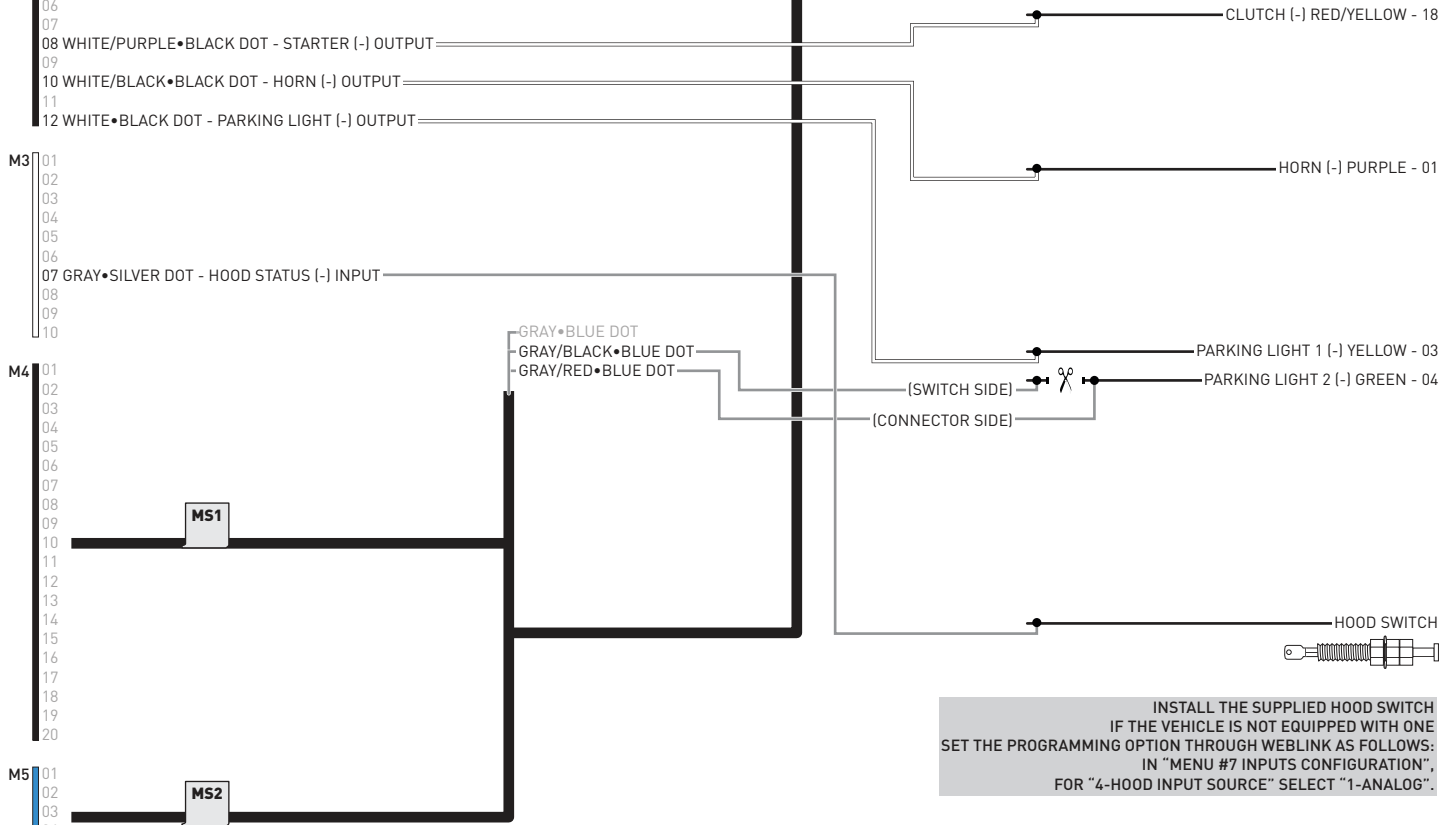 06
07
08 WHITE/PURPLE•BLACK DOT - STARTER (-) OUTPUT
09
10 WHITE/BLACK•BLACK DOT - HORN (-) OUTPUT
11
12 WHITE•BLACK DOT - PARKING LIGHT (-) OUTPUT
CLUTCH (-) RED/YELLOW - 18
HORN (-) PURPLE - 01
M3
01
02
03
04
05
06
07 GRAY•SILVER DOT - HOOD STATUS (-) INPUT
08
09
10
GRAY•BLUE DOT
GRAY/BLACK•BLUE DOT
GRAY/RED•BLUE DOT
(SWITCH SIDE)
(CONNECTOR SIDE)
PARKING LIGHT 1 (-) YELLOW - 03
PARKING LIGHT 2 (-) GREEN - 04
M4
01
02
03
04
05
06
07
08
09
10
11
12
13
14
15
16
17
18
19
20
MS1
HOOD SWITCH
INSTALL THE SUPPLIED HOOD SWITCH
IF THE VEHICLE IS NOT EQUIPPED WITH ONE
SET THE PROGRAMMING OPTION THROUGH WEBLINK AS FOLLOWS:
IN “MENU #7 INPUTS CONFIGURATION”,
FOR “4-HOOD INPUT SOURCE” SELECT “1-ANALOG”.
M5
01
02
03
MS2